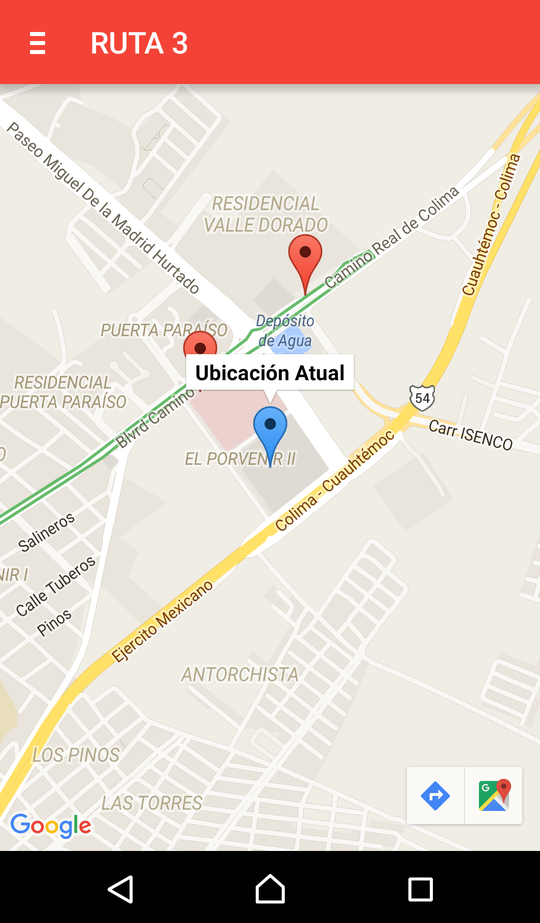 RUTA 3
Paseo Miguel De la Madrid Hurtado
Cuauhtémoc - Colima
RESIDENCIAL
VALLE DORADO
Camino Real de Colima
PUERTA PARAÍSO
Depósito
de Agua
Ubicación Atual
RESIDENCIAL
PUERTA PARAÍSO
Blvrd Camino
54
Carr ISENCO
EL PORVENIR II
Colima - Cuauhtémoc
Salineros
NIR I
Calle Tuberos
Pinos
Ejercito Mexicano
ANTORCHISTA
LOS PINOS
LAS TORRES
Google
G